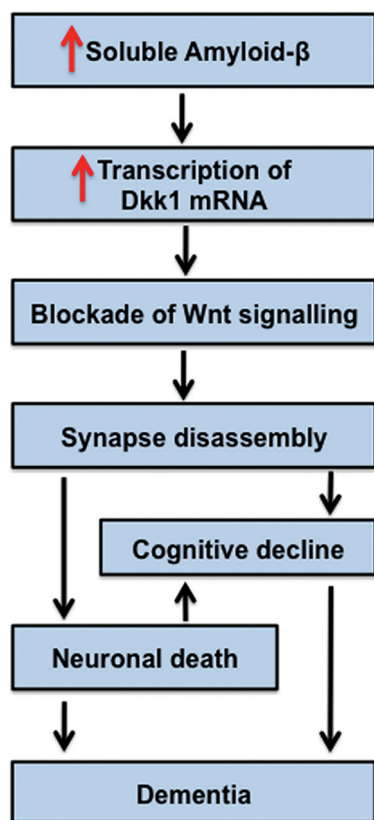 Soluble Amyloid-β
Transcription of
Dkk1 mRNA
Blockade of Wnt signalling
Synapse disassembly
Cognitive decline
Neuronal death
Dementia